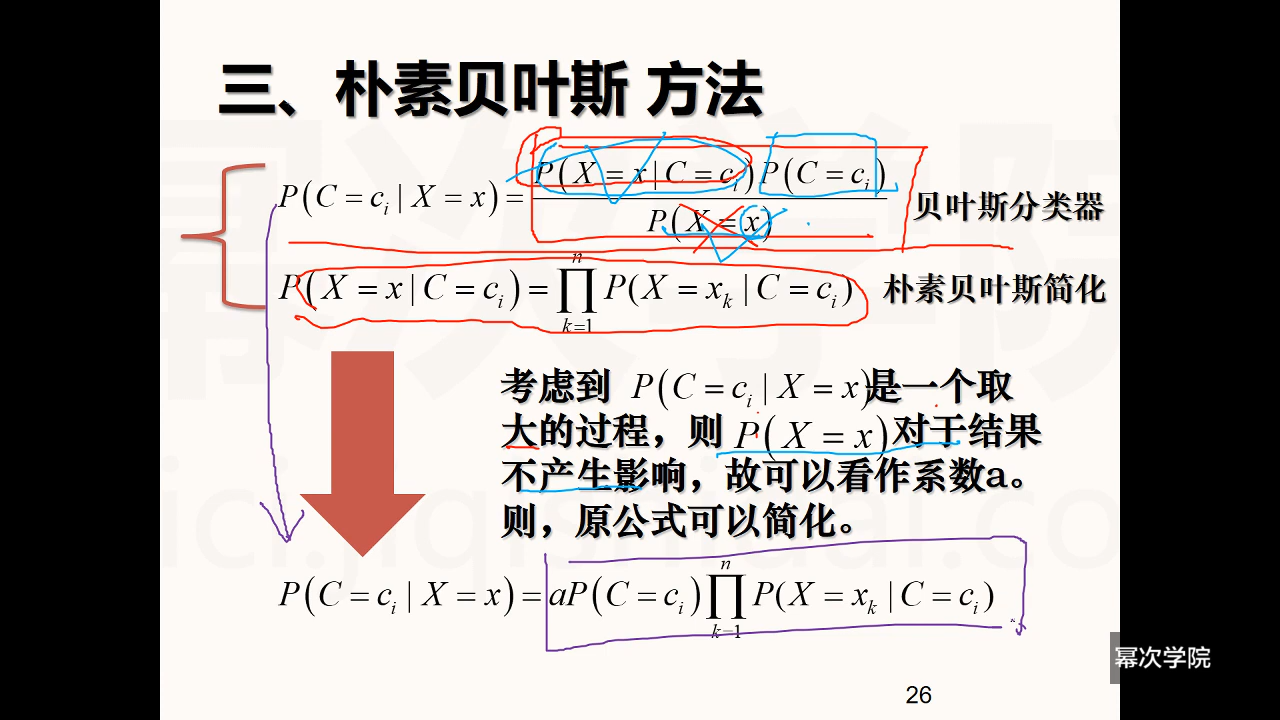 三、朴素贝叶斯 方法
P(C = c_i | X = x) = P(X = x | C = c_i) P(C = c_i) / P(X = x) 贝叶斯分类器
P(X = x | C = c_i) = ∏_{k=1}^{n} P(X = x_k | C = c_i) 朴素贝叶斯简化
考虑到 P(C = c_i | X = x)是一个取
大的过程，则 P(X = x)对于结果
不产生影响，故可以看作系数a。
则，原公式可以简化。
P(C = c_i | X = x) = aP(C = c_i) ∏_{k=1}^{n} P(X = x_k | C = c_i)
幂次学院
26